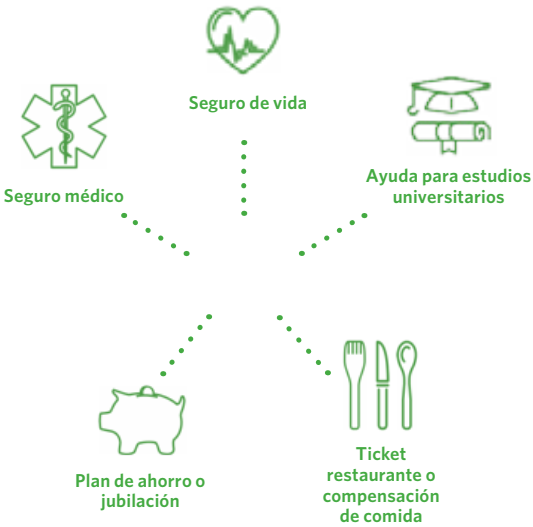 Seguro de vida
Ayuda para estudios
universitarios
Seguro médico
Plan de ahorro o
jubilación
Ticket
restaurante o
compensación
de comida